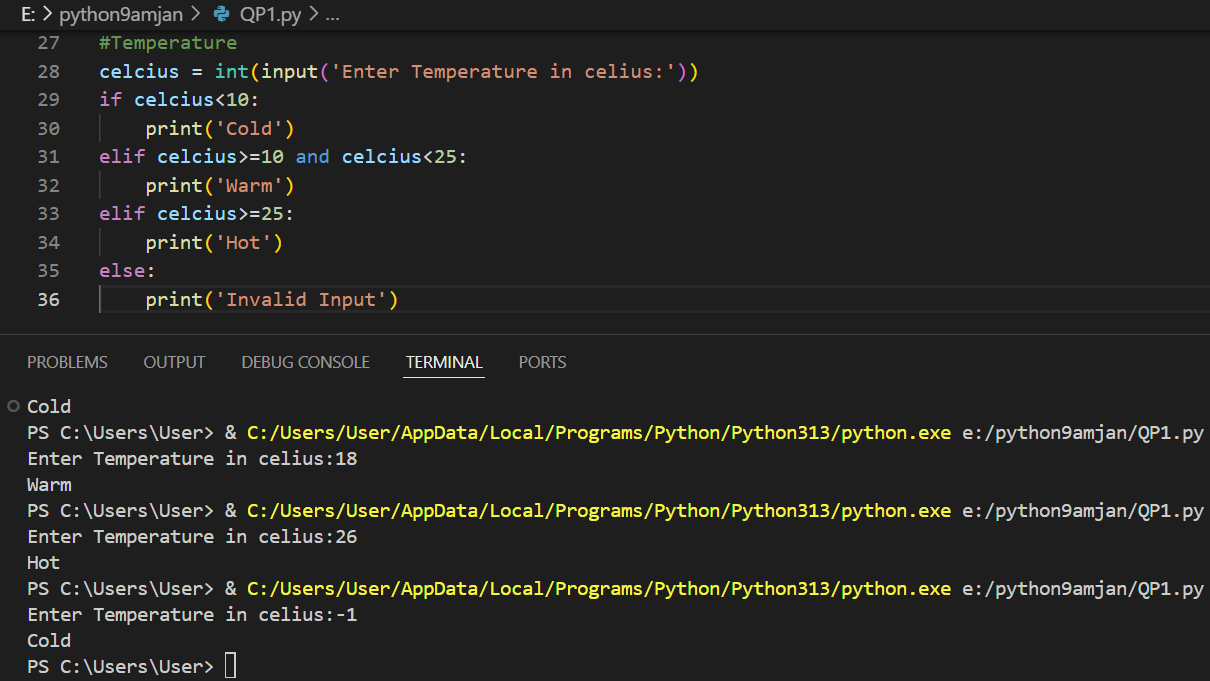 E: > python9amjan > QP1.py > ...
27 #Temperature
28 celcius = int(input('Enter Temperature in celius:'))
29 if celcius<10:
30     print('Cold')
31 elif celcius>=10 and celcius<25:
32     print('Warm')
33 elif celcius>=25:
34     print('Hot')
35 else:
36     print('Invalid Input')
PROBLEMS OUTPUT DEBUG CONSOLE TERMINAL PORTS
Cold
PS C:\Users\User> & C:/Users/User/AppData/Local/Programs/Python/Python313/python.exe e:/python9amjan/QP1.py
Enter Temperature in celius:18
Warm
PS C:\Users\User> & C:/Users/User/AppData/Local/Programs/Python/Python313/python.exe e:/python9amjan/QP1.py
Enter Temperature in celius:26
Hot
PS C:\Users\User> & C:/Users/User/AppData/Local/Programs/Python/Python313/python.exe e:/python9amjan/QP1.py
Enter Temperature in celius:-1
Cold
PS C:\Users\User>